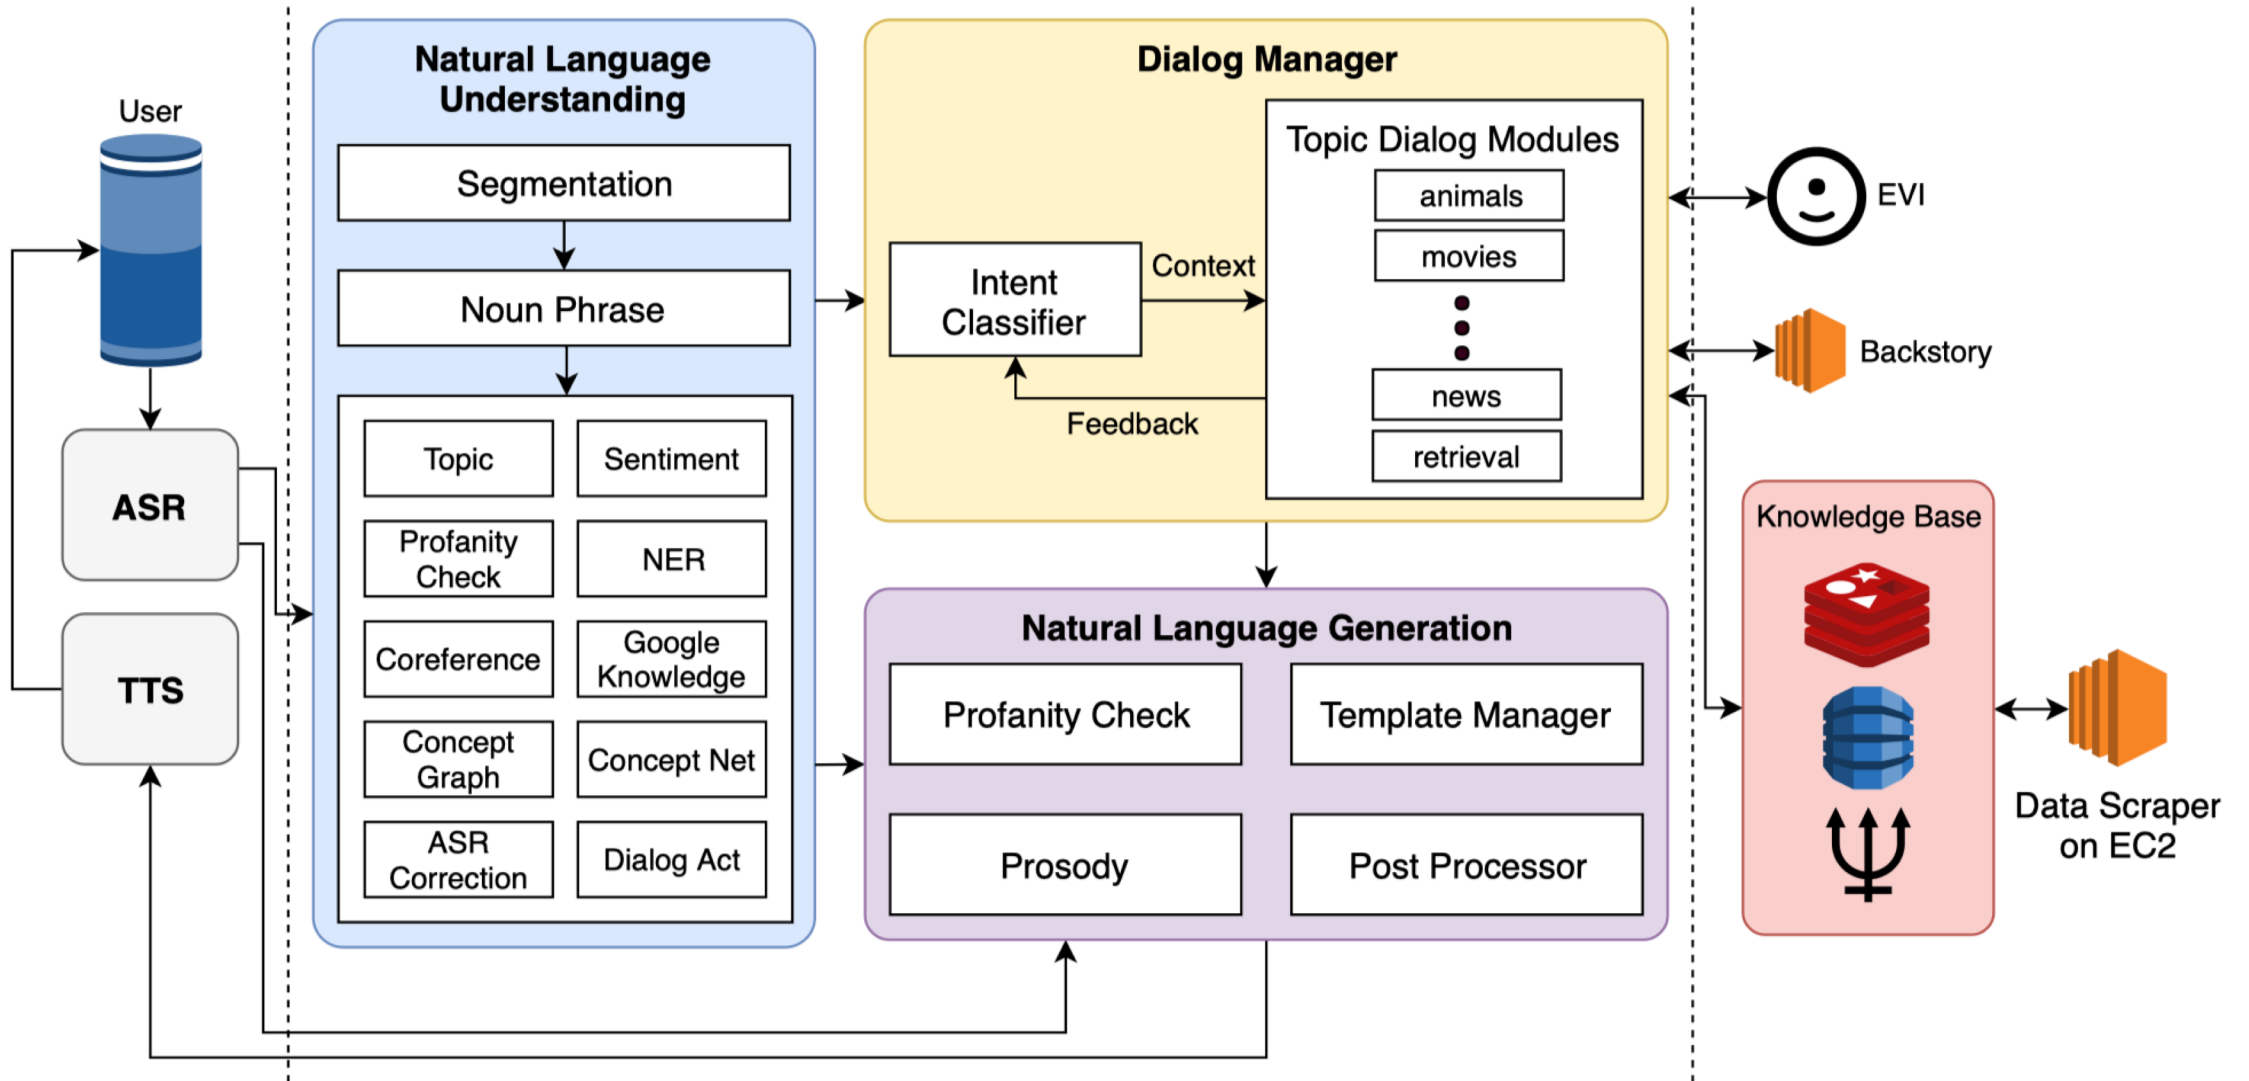 User
ASR
TTS
Natural Language
Understanding
Segmentation
Noun Phrase
Topic
Sentiment
Profanity
Check
NER
Coreference
Google
Knowledge
Concept
Graph
Concept Net
ASR
Correction
Dialog Act
Dialog Manager
Intent
Classifier
Context
Feedback
Topic Dialog Modules
animals
movies
news
retrieval
Natural Language Generation
Profanity Check
Template Manager
Prosody
Post Processor
EVI
Backstory
Knowledge Base
Data Scraper
on EC2